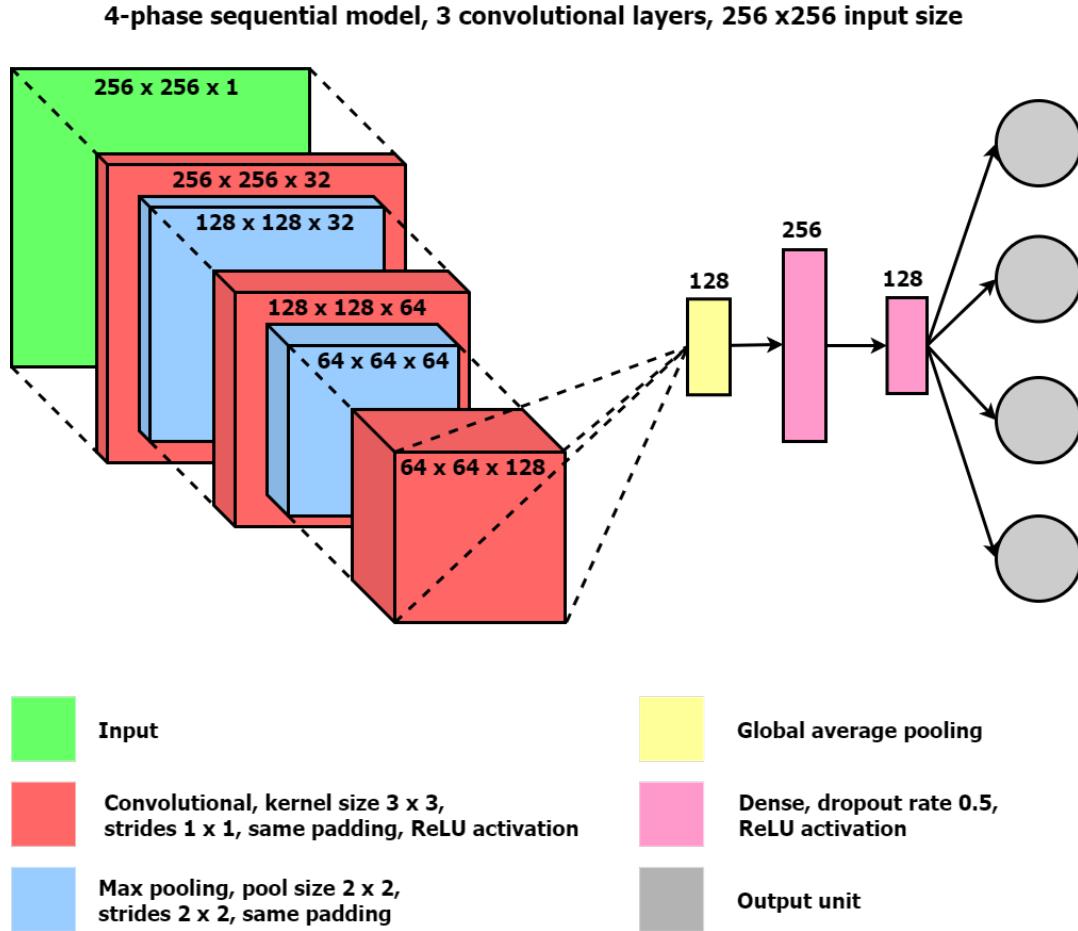 4-phase sequential model, 3 convolutional layers, 256 x256 input size
256 x 256 x 1
256 x 256 x 32
128 x 128 x 32
128 x 128 x 64
64 x 64 x 64
64 x 64 x 128
128
256
128
Input
Convolutional, kernel size 3 x 3,
strides 1 x 1, same padding, ReLU activation
Max pooling, pool size 2 x 2,
strides 2 x 2, same padding
Global average pooling
Dense, dropout rate 0.5,
ReLU activation
Output unit